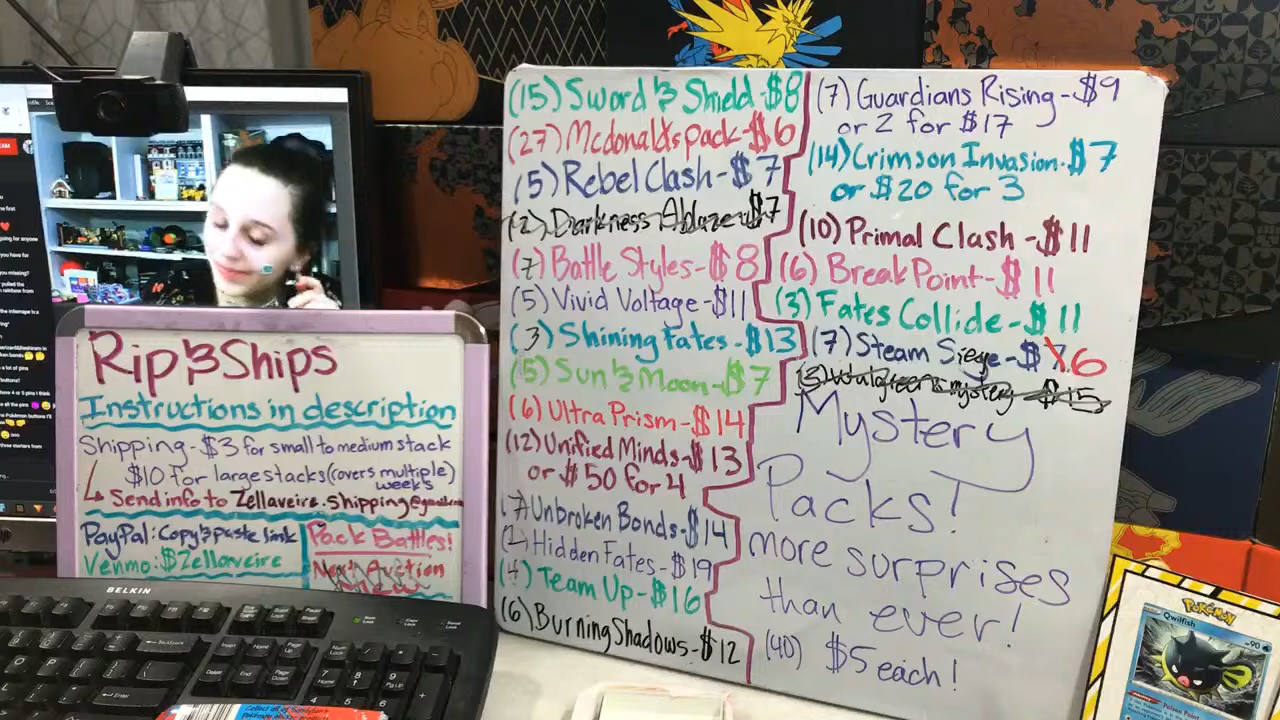 Rip & Ships
Instructions in description
Shipping - $3 for small to medium stack
$10 for large stacks (covers multiple weeks)
Send info to Zellaveire.shipping@gmail.com
PayPal: Copy & paste link
Venmo: $Zellaveire
Pack Battles!
Next Auction
BELKIN
(15) Sword & Shield - $8
(27) Mcdonalds pack - $6
(5) Rebel Clash - $7
(2) Darkness Ablaze - $7
(7) Battle Styles - $8
(5) Vivid Voltage - $11
(3) Shining Fates - $13
(5) Sun & Moon - $7
(6) Ultra Prism - $14
(12) Unified Minds - $13
or $50 for 4
(7) Unbroken Bonds - $14
Hidden Fates - $19
(4) Team Up - $16
(6) Burning Shadows - $12
(7) Guardians Rising - $9
or 2 for $17
(14) Crimson Invasion - $7
or $20 for 3
(10) Primal Clash - $11
(6) Break Point - $11
(3) Fates Collide - $11
(7) Steam Siege - $7 6
(3) Walgreens mystery - $15
Mystery
Packs!
more surprises
than ever!
(40) $5 each!
Pokémon
Qwilfish
90